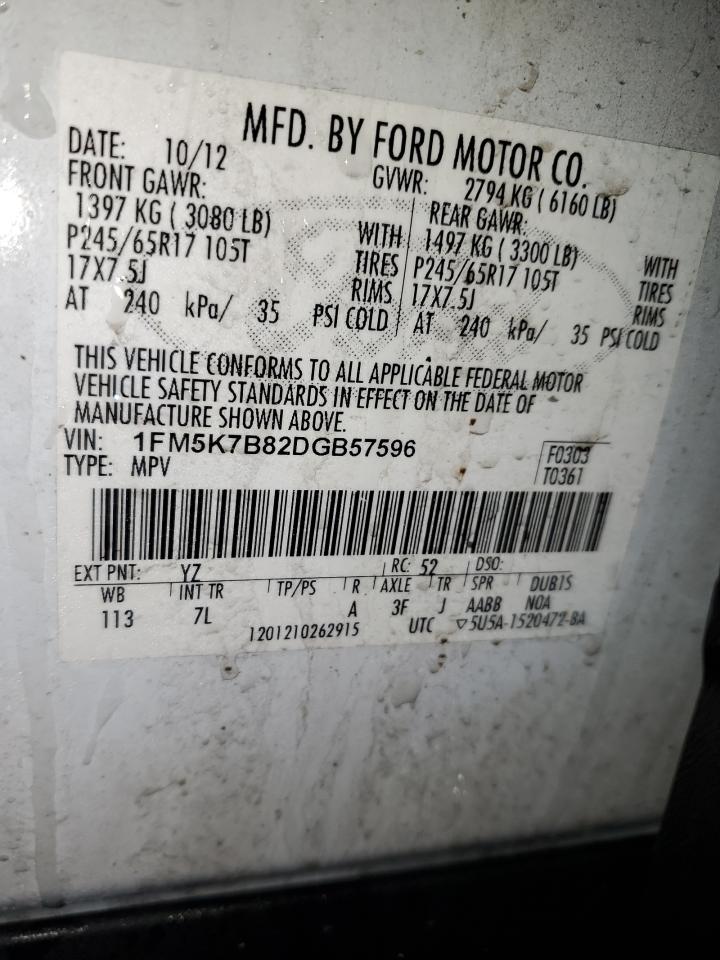 MFD. BY FORD MOTOR CO.
DATE: 10/12 GVWR: 2794 KG ( 6160 LB)
FRONT GAWR: REAR GAWR:
1397 KG ( 3080 LB) WITH 1497 KG ( 3300 LB) WITH
P245/65R17 105T TIRES P245/65R17 105T TIRES
17X7.5J RIMS 17X7.5J RIMS
AT 240 kPa/ 35 PSI COLD AT 240 kPa/ 35 PSI COLD
THIS VEHICLE CONFORMS TO ALL APPLICABLE FEDERAL MOTOR
VEHICLE SAFETY STANDARDS IN EFFECT ON THE DATE OF
MANUFACTURE SHOWN ABOVE.
VIN: 1FM5K7B82DGB57596 F0303
TYPE: MPV T0361
EXT PNT: YZ RC: 52 DSO:
WB INT TR TP/PS R AXLE TR SPR DUB1S
113 7L A 3F J AABB NOA
1201210262915 UTC ▽5U5A-1520472-BA